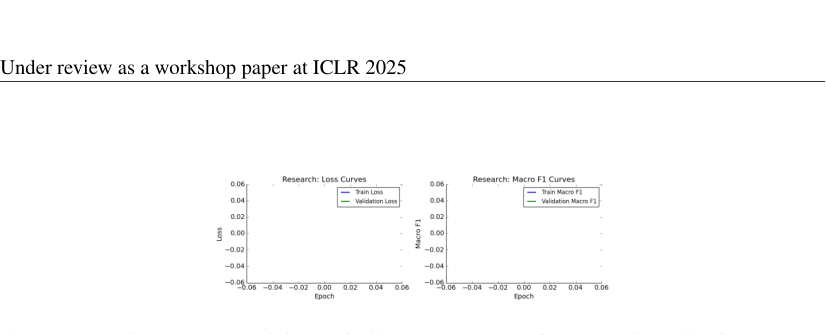 Under review as a workshop paper at ICLR 2025
Research: Loss Curves
Research: Macro F1 Curves
0.06
0.04
0.02
0.00
−0.02
−0.04
−0.06
Loss
Train Loss
Validation Loss
−0.06 −0.04 −0.02 0.00 0.02 0.04 0.06
Epoch
0.06
0.04
0.02
0.00
−0.02
−0.04
−0.06
Macro F1
Train Macro F1
Validation Macro F1
−0.06 −0.04 −0.02 0.00 0.02 0.04 0.06
Epoch